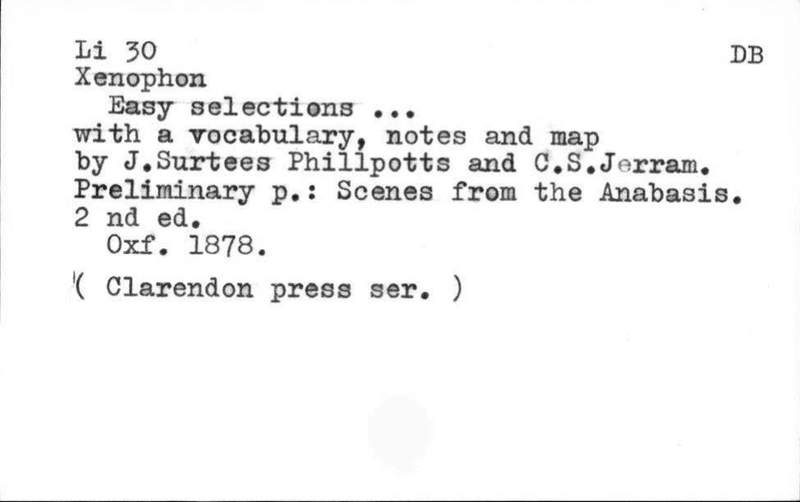 Li 30 DB
Xenophon
Easy selections ...
with a vocabulary, notes and map
by J.Surtees Phillpotts and C.S.Jerram.
Preliminary p.: Scenes from the Anabasis.
2 nd ed.
Oxf. 1878.
( Clarendon press ser. )